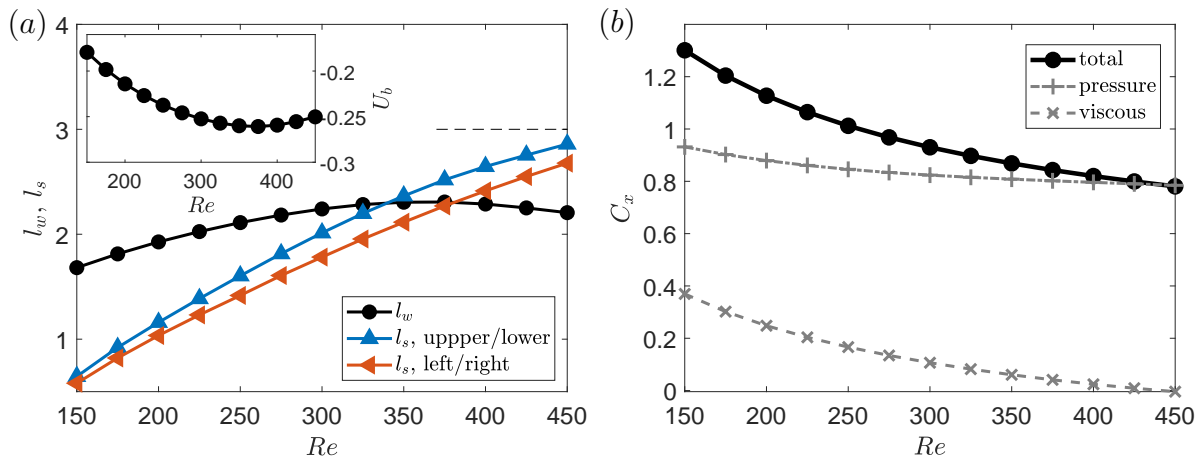 (a)
4
3
2
1
l_w, l_s
-0.2
-0.25
-0.3
U_b
200 300 400
Re
l_w
l_s, uppper/lower
l_s, left/right
150 200 250 300 350 400 450
Re
(b)
1.2
1
0.8
0.6
0.4
0.2
0
C_x
total
pressure
viscous
150 200 250 300 350 400 450
Re